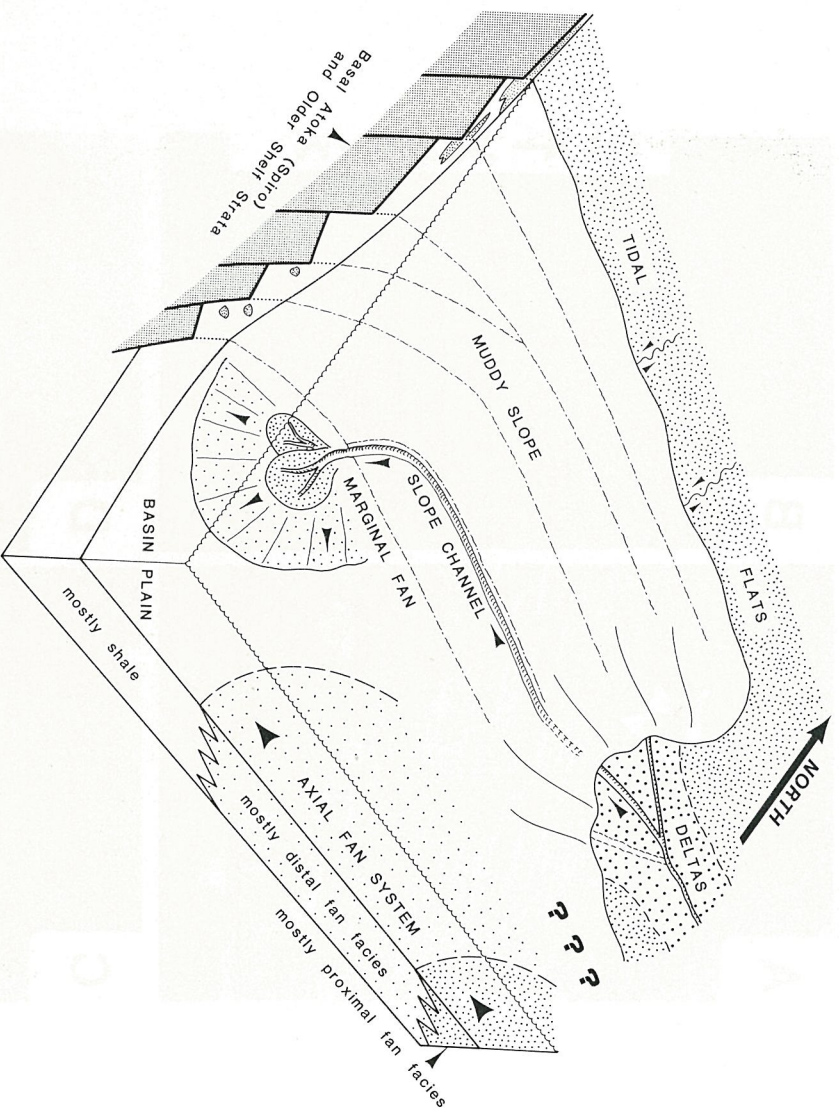 Basal Atoka (Spiro)
and Older Shelf Strata
TIDAL FLATS
MUDDY SLOPE
SLOPE CHANNEL
MARGINAL FAN
BASIN PLAIN
mostly shale
AXIAL FAN SYSTEM
mostly distal fan facies
mostly proximal fan facies
DELTAS
NORTH
? ? ?